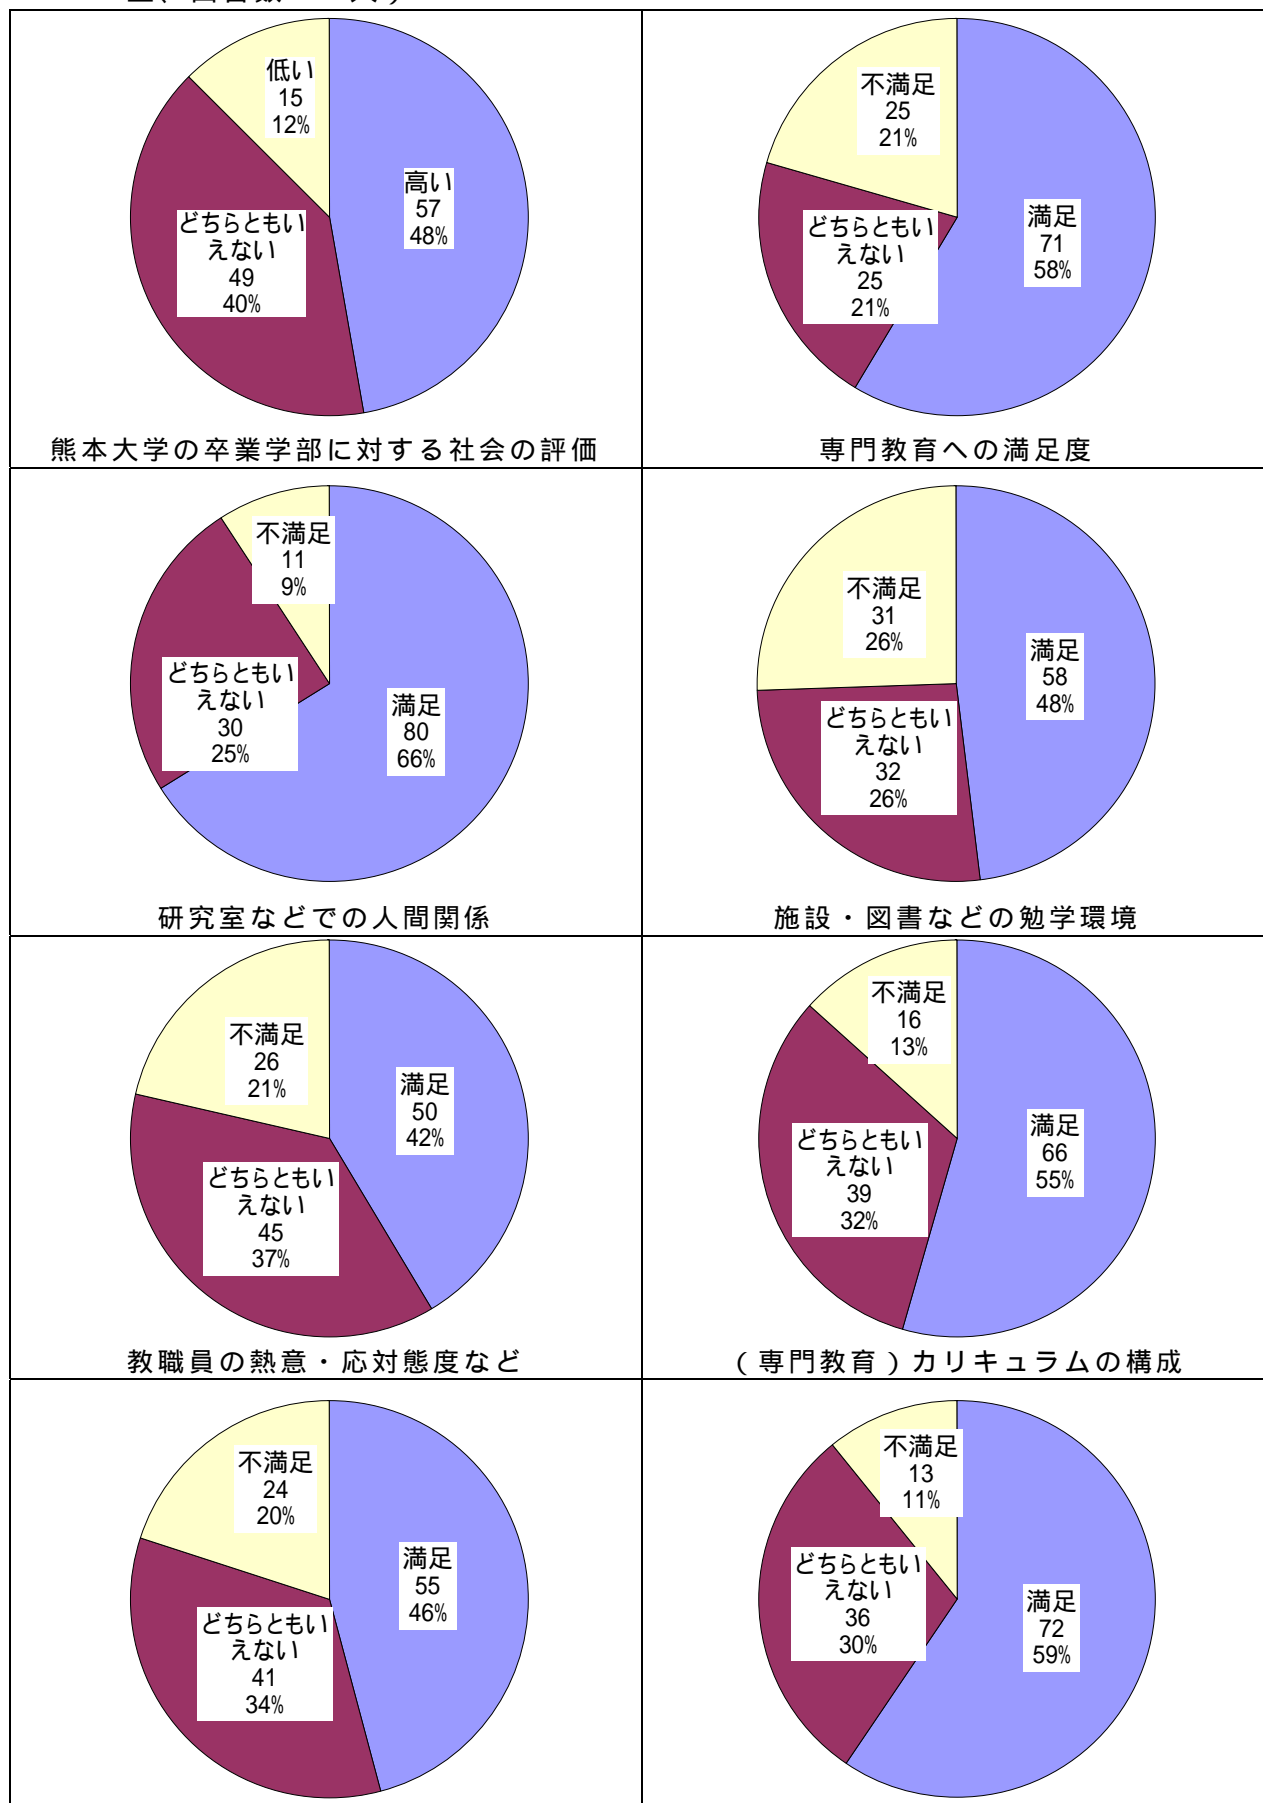 低い
15
12%
高い
57
48%
どちらともい
えない
49
40%
熊本大学の卒業学部に対する社会の評価
不満足
25
21%
満足
71
58%
どちらともい
えない
25
21%
専門教育への満足度
不満足
11
9%
どちらともい
えない
30
25%
満足
80
66%
研究室などでの人間関係
不満足
31
26%
満足
58
48%
どちらともい
えない
32
26%
施設・図書などの勉学環境
不満足
26
21%
満足
50
42%
どちらともい
えない
45
37%
教職員の熱意・応対態度など
不満足
16
13%
満足
66
55%
どちらともい
えない
39
32%
(専門教育)カリキュラムの構成
不満足
24
20%
満足
55
46%
どちらともい
えない
41
34%
不満足
13
11%
どちらともい
えない
36
30%
満足
72
59%